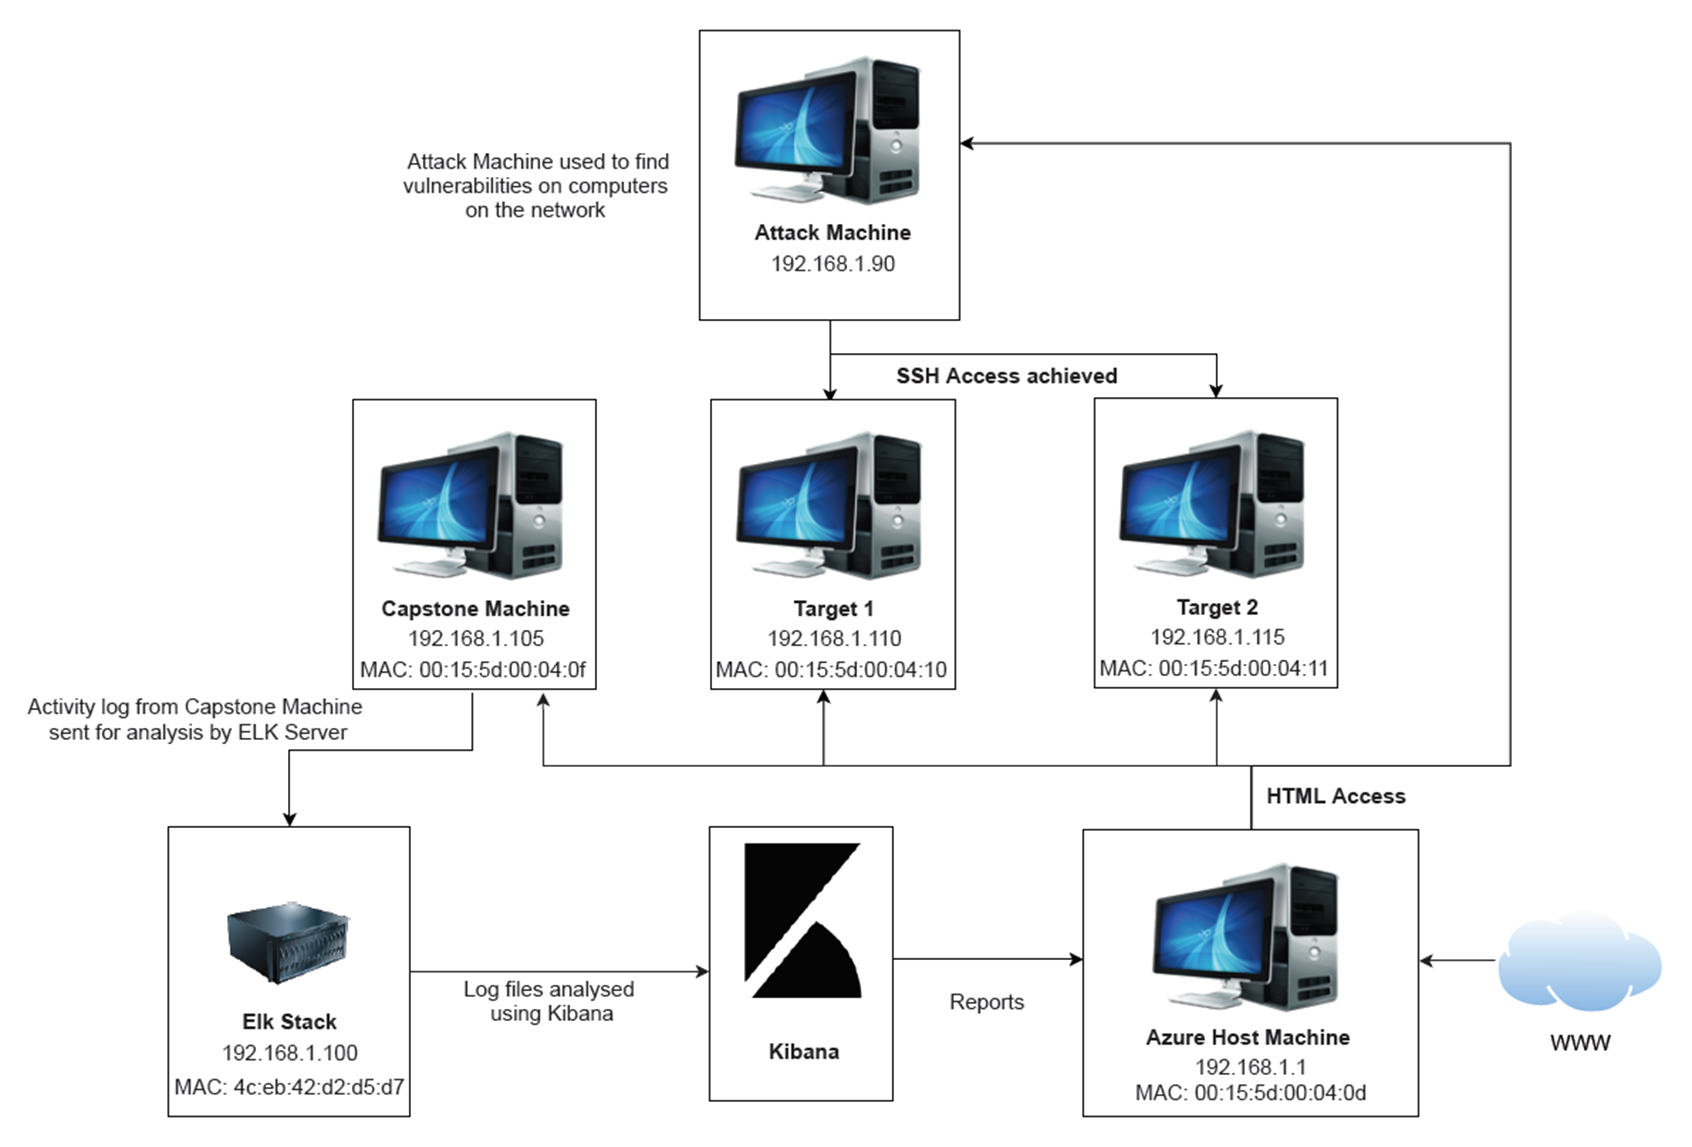 Attack Machine used to find
vulnerabilities on computers
on the network
Attack Machine
192.168.1.90
SSH Access achieved
Capstone Machine
192.168.1.105
MAC: 00:15:5d:00:04:0f
Target 1
192.168.1.110
MAC: 00:15:5d:00:04:10
Target 2
192.168.1.115
MAC: 00:15:5d:00:04:11
Activity log from Capstone Machine
sent for analysis by ELK Server
HTML Access
Elk Stack
192.168.1.100
MAC: 4c:eb:42:d2:d5:d7
Log files analysed
using Kibana
Kibana
Reports
Azure Host Machine
192.168.1.1
MAC: 00:15:5d:00:04:0d
WWW